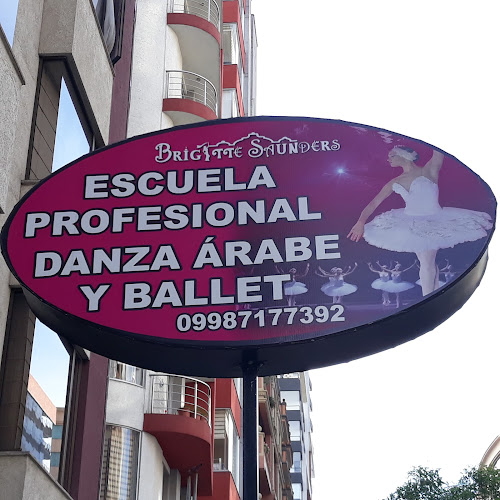 BRIGITTE SAUNDERS
ESCUELA
PROFESIONAL
DANZA ÁRABE
Y BALLET
09987177392